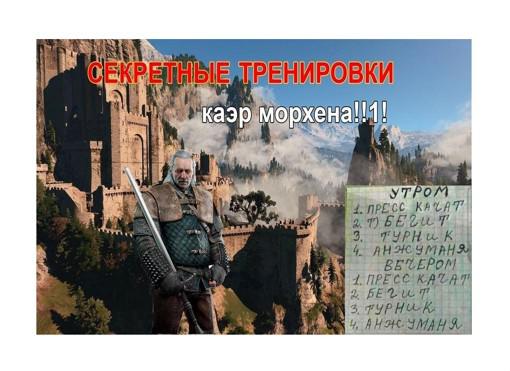 СЕКРЕТНЫЕ ТРЕНИРОВКИ
каэр морхена!!1!
УТРОМ
1. ПРЕСС КАЧАТ
2. Т) БЕГИТ
3. ТУРНИК
4. АНЖУМАНЯ
ВЕЧЕРОМ
1. ПРЕСС КАЧАТ
2. БЕГИТ
3. ТУРНИК
4. АНЖУМАНЯ